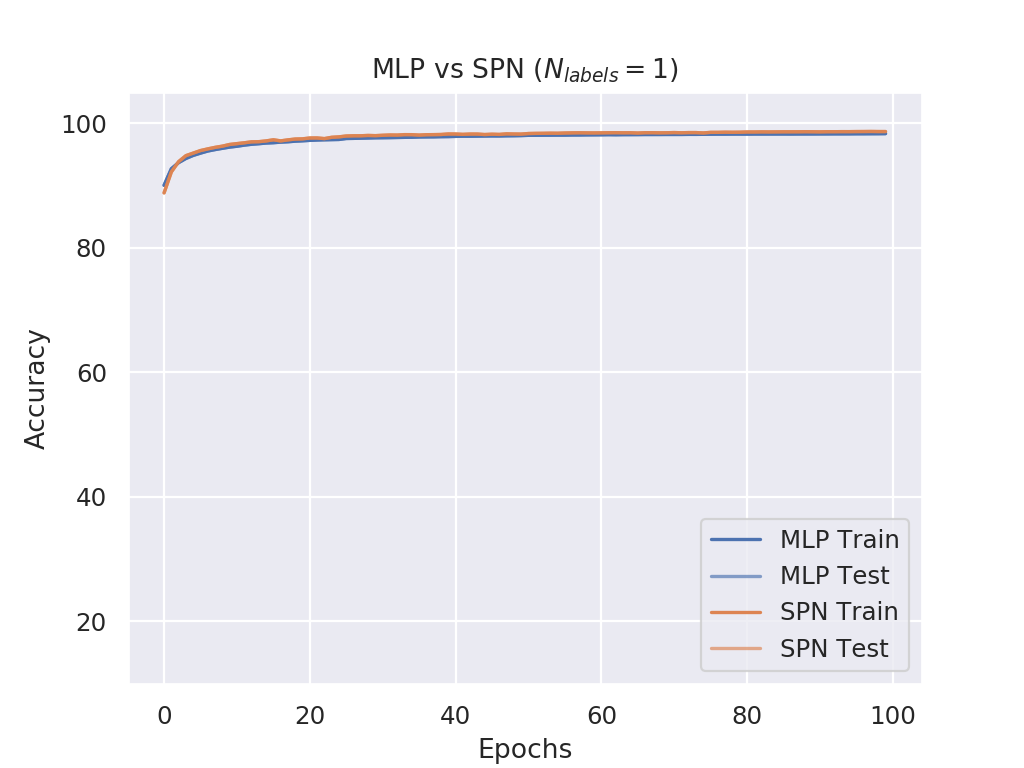 MLP vs SPN (N_labels = 1)
100
80
60
40
20
Accuracy
MLP Train
MLP Test
SPN Train
SPN Test
0 20 40 60 80 100
Epochs